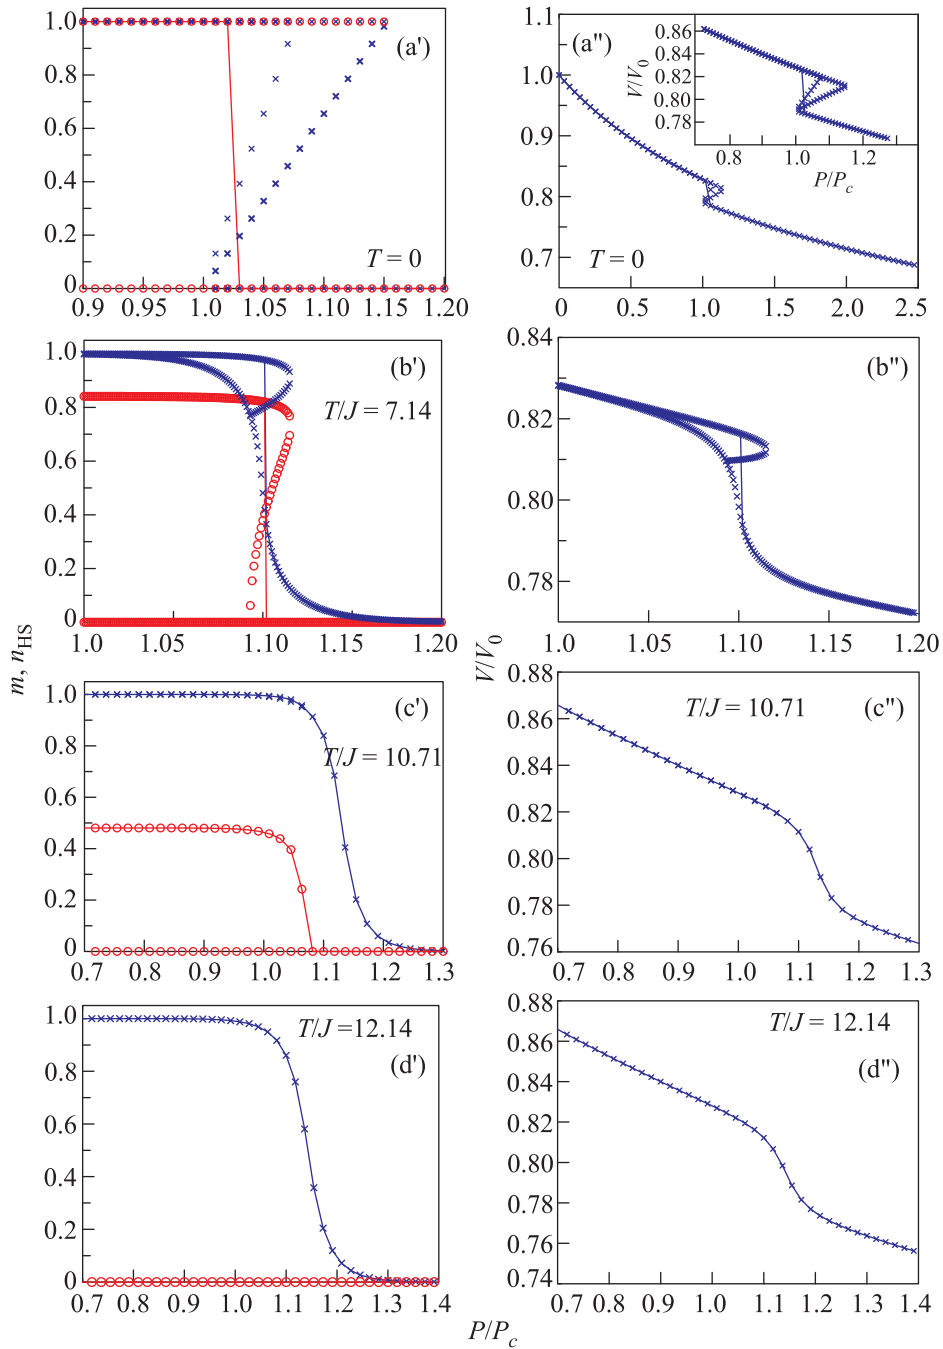 1.0
0.8
0.6
0.4
0.2
0
(a')
T = 0
0.9 0.95 1.0 1.05 1.10 1.15 1.20
1.1
1.0
0.9
0.8
0.7
(a'')
T = 0
0 0.5 1.0 1.5 2.0 2.5
V/V0
0.86
0.84
0.82
0.80
0.78
0.8 1.0 1.2
P/Pc
1.0
0.8
0.6
0.4
0.2
0
(b')
T/J = 7.14
1.0 1.05 1.10 1.15 1.20
0.84
0.82
0.80
0.78
(b'')
1.0 1.05 1.10 1.15 1.20
m, nHS
V/V0
1.0
0.8
0.6
0.4
0.2
0
(c')
T/J = 10.71
0.7 0.8 0.9 1.0 1.1 1.2 1.3
0.88
0.86
0.84
0.82
0.80
0.78
0.76
T/J = 10.71
(c'')
0.7 0.8 0.9 1.0 1.1 1.2 1.3
1.0
0.8
0.6
0.4
0.2
0
T/J =12.14
(d')
0.7 0.8 0.9 1.0 1.1 1.2 1.3 1.4
0.86
0.84
0.82
0.80
0.78
0.76
0.74
T/J = 12.14
(d'')
0.7 0.8 0.9 1.0 1.1 1.2 1.3 1.4
P/Pc